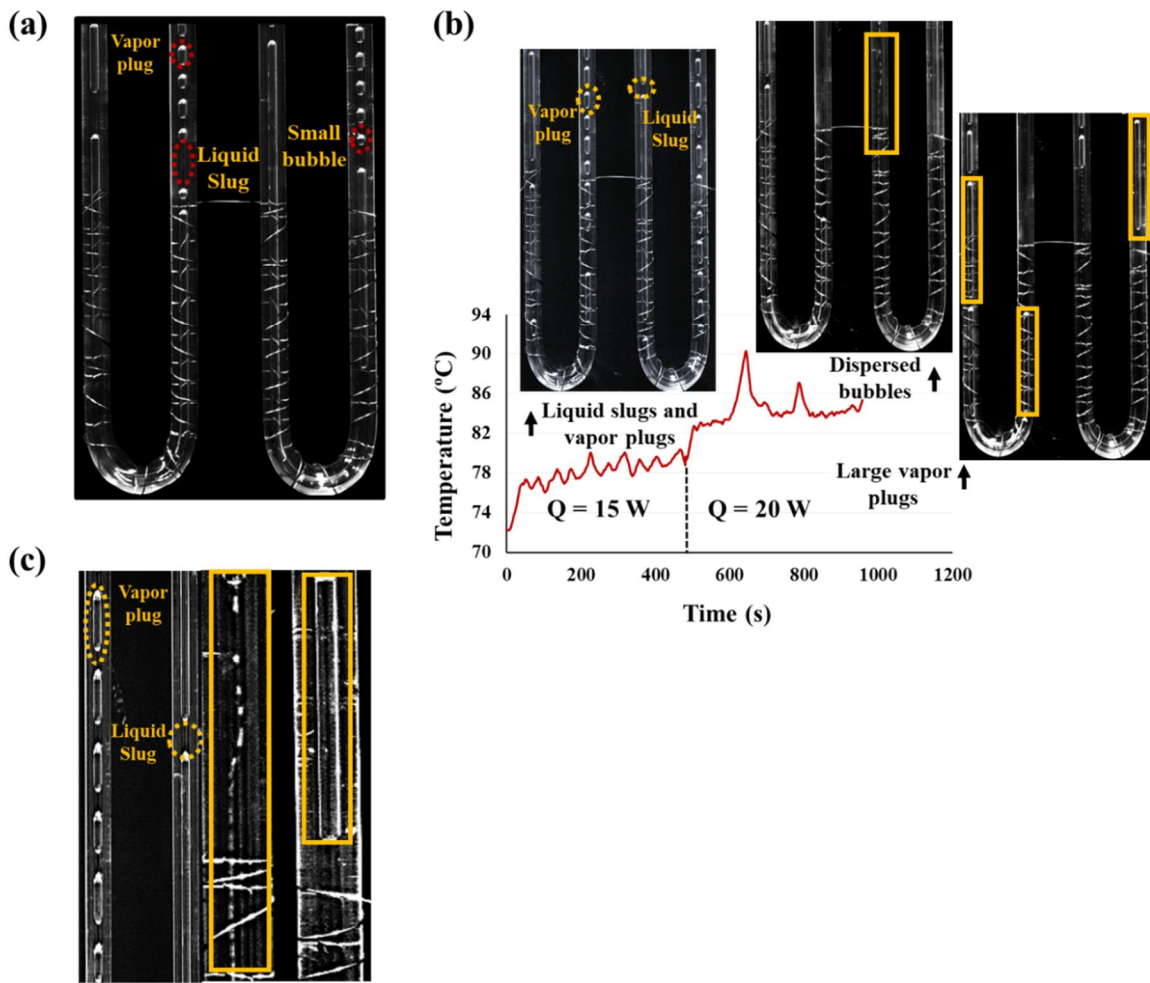 (a)
Vapor
plug
Liquid
Slug
Small
bubble
(b)
Vapor
plug
Liquid
Slug
Liquid slugs and
vapor plugs
Dispersed
bubbles
Large vapor
plugs
Temperature (ºC)
94
90
86
82
78
74
70
Q = 15 W
Q = 20 W
0
200
400
600
800
1000
1200
Time (s)
(c)
Vapor
plug
Liquid
Slug